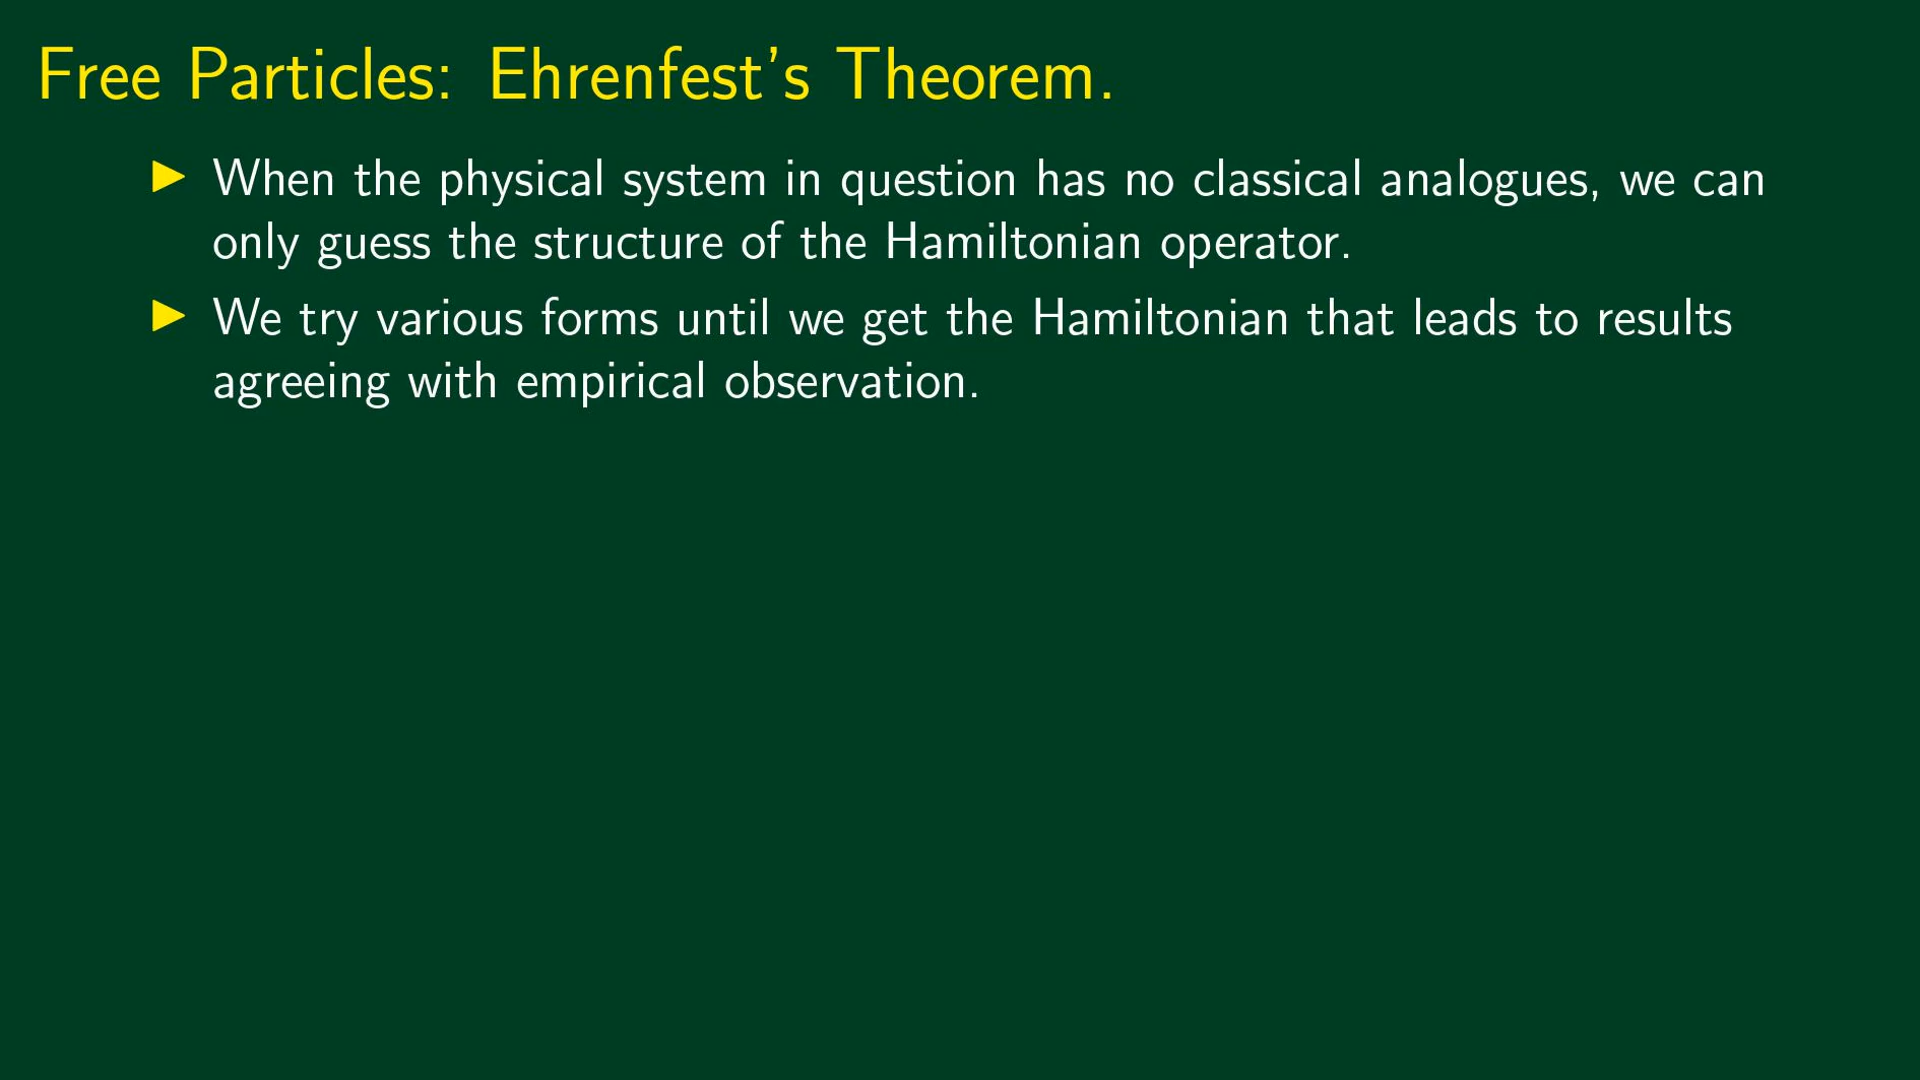 Free Particles: Ehrenfest's Theorem.
When the physical system in question has no classical analogues, we can
only guess the structure of the Hamiltonian operator.
We try various forms until we get the Hamiltonian that leads to results
agreeing with empirical observation.